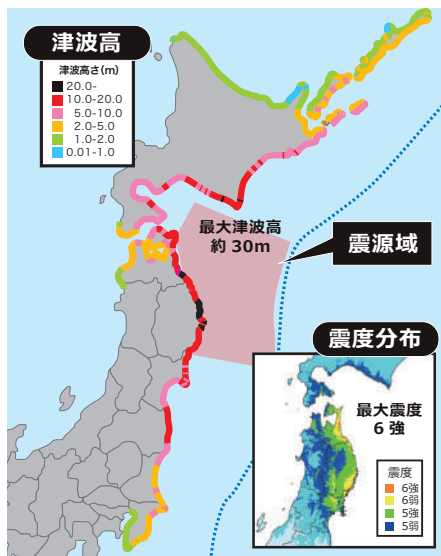 津波高
津波高さ(m)
20.0-
10.0-20.0
5.0-10.0
2.0-5.0
1.0-2.0
0.01-1.0
最大津波高
約 30m
震源域
震度分布
最大震度
6 強
震度
6強
6弱
5強
5弱